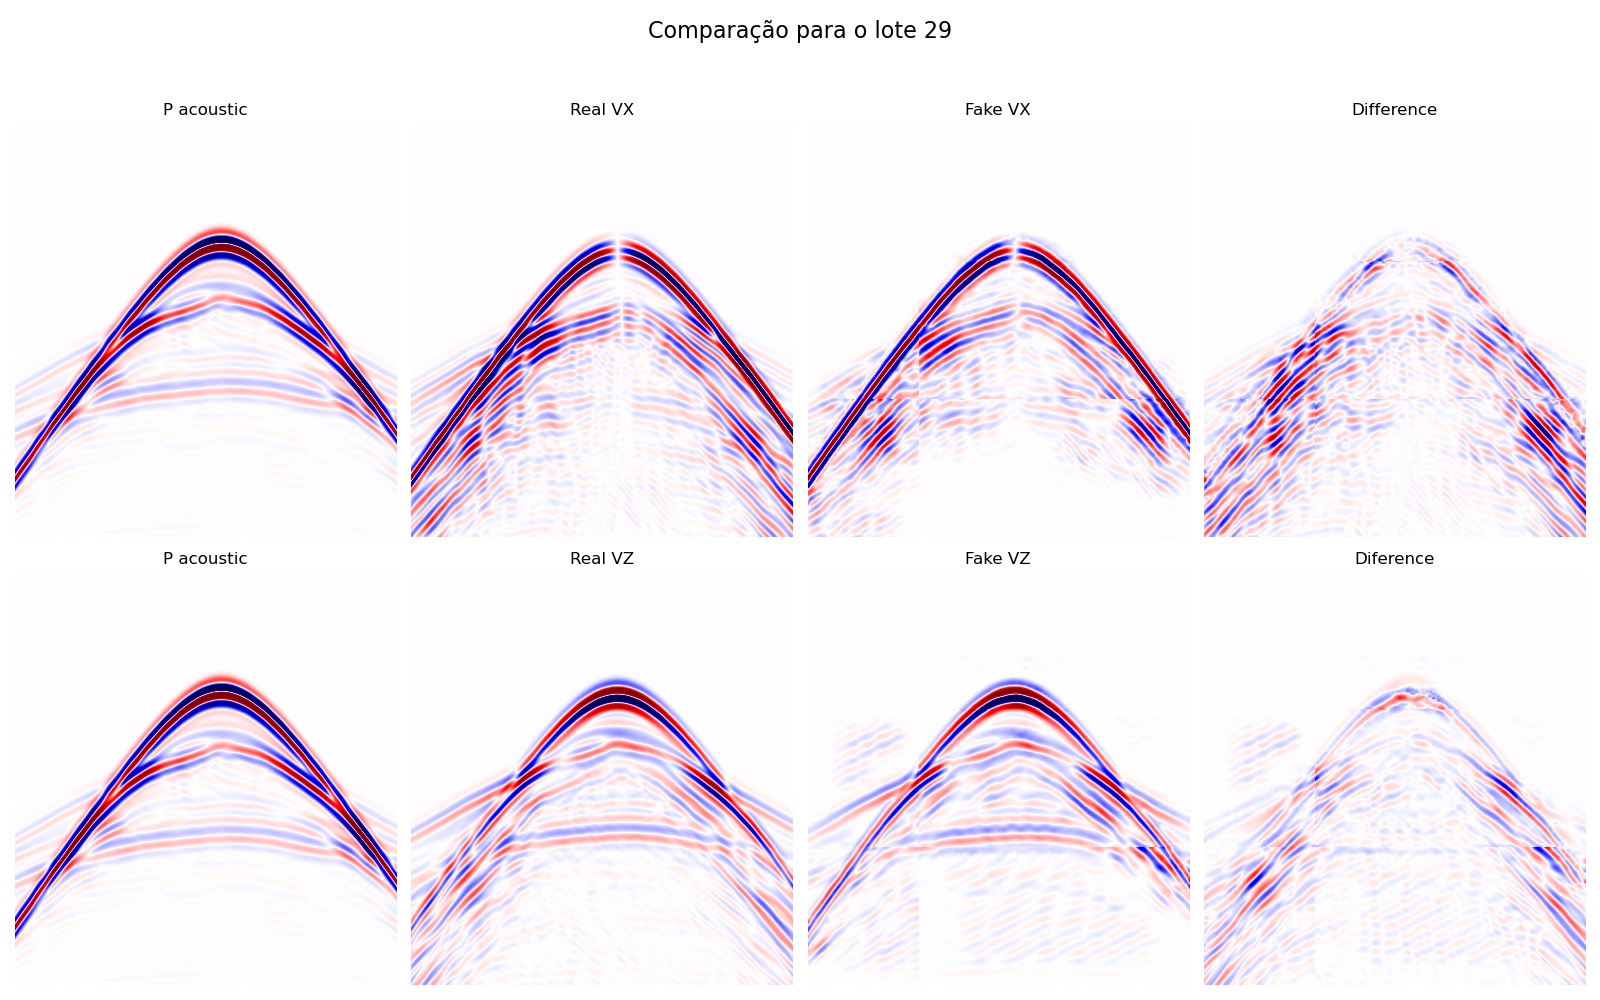 Comparação para o lote 29
P acoustic
Real VX
Fake VX
Difference
P acoustic
Real VZ
Fake VZ
Diference